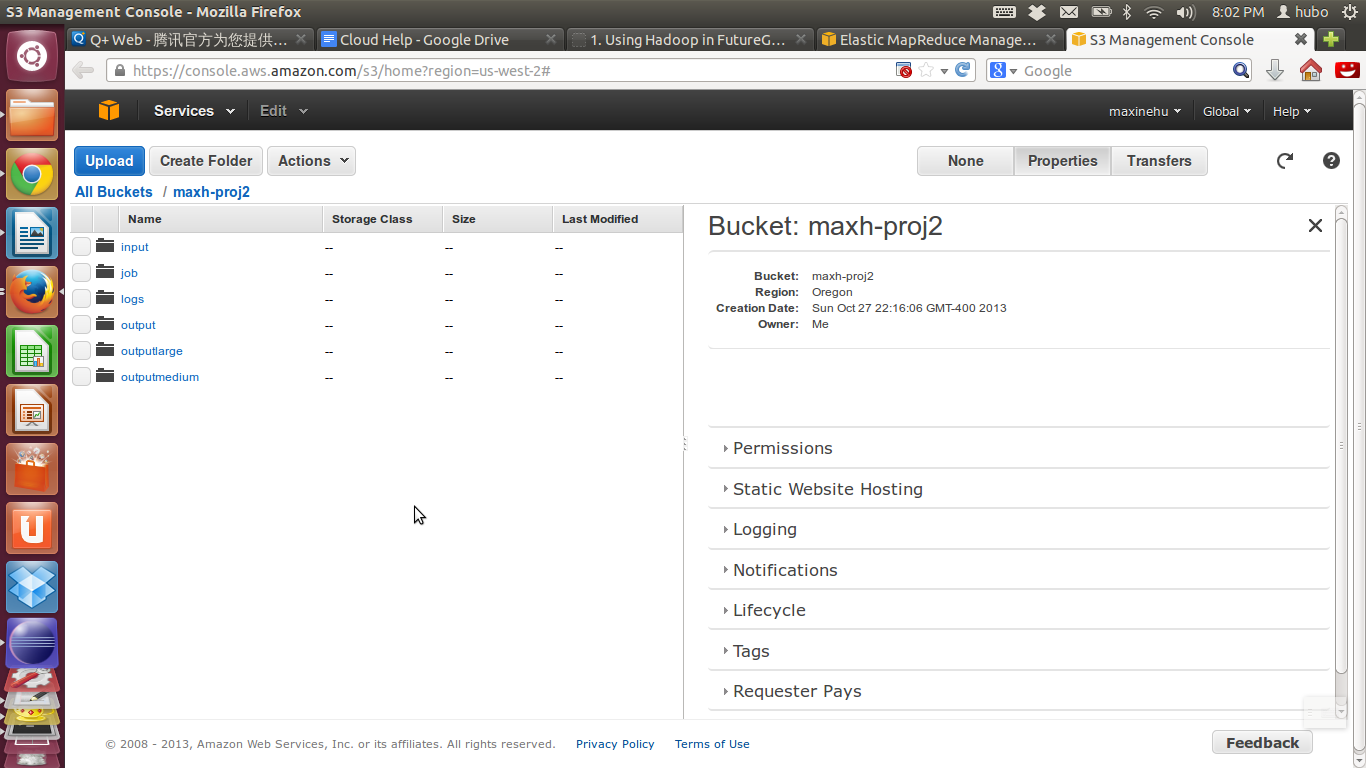 S3 Management Console - Mozilla Firefox
8:02 PM hubo
Q+ Web - 腾讯官方为您提供… Cloud Help - Google Drive 1. Using Hadoop in FutureG… Elastic MapReduce Manage… S3 Management Console
https://console.aws.amazon.com/s3/home?region=us-west-2# Google
Services Edit maxinehu Global Help
Upload Create Folder Actions None Properties Transfers
All Buckets / maxh-proj2
Name Storage Class Size Last Modified
input -- -- --
job -- -- --
logs -- -- --
output -- -- --
outputlarge -- -- --
outputmedium -- -- --
Bucket: maxh-proj2
Bucket: maxh-proj2
Region: Oregon
Creation Date: Sun Oct 27 22:16:06 GMT-400 2013
Owner: Me
Permissions
Static Website Hosting
Logging
Notifications
Lifecycle
Tags
Requester Pays
© 2008 - 2013, Amazon Web Services, Inc. or its affiliates. All rights reserved. Privacy Policy Terms of Use Feedback